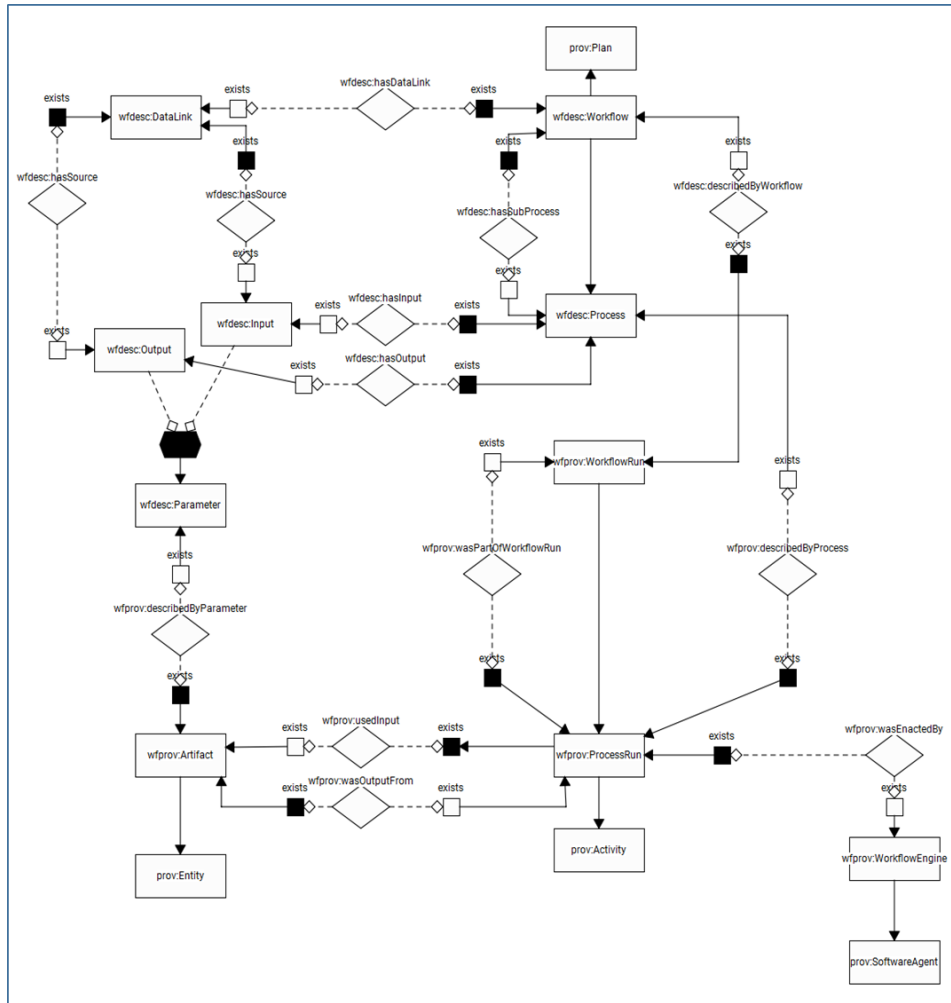 prov:Plan
wfdesc:hasDataLink
exists
exists
exists
wfdesc:DataLink
wfdesc:Workflow
exists
exists
exists
wfdesc:hasSource
wfdesc:hasSource
wfdesc:hasSubProcess
wfdesc:describedByWorkflow
exists
exists
exists
wfdesc:hasInput
exists
exists
wfdesc:Input
wfdesc:Process
exists
wfdesc:Output
wfdesc:hasOutput
exists
exists
exists
wfprov:WorkflowRun
exists
wfdesc:Parameter
exists
wfprov:wasPartOfWorkflowRun
wfprov:describedByProcess
wfprov:describedByParameter
exists
exists
exists
wfprov:usedInput
exists
exists
wfprov:wasEnactedBy
exists
wfprov:Artifact
wfprov:ProcessRun
wfprov:wasOutputFrom
exists
exists
exists
prov:Activity
wfprov:WorkflowEngine
prov:Entity
prov:SoftwareAgent